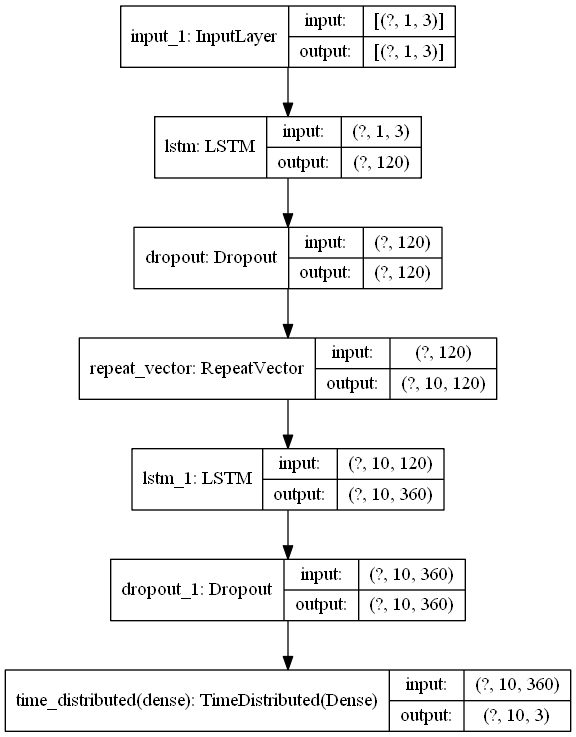 input_1: InputLayer
input:
[(?, 1, 3)]
output:
[(?, 1, 3)]
lstm: LSTM
input:
(?, 1, 3)
output:
(?, 120)
dropout: Dropout
input:
(?, 120)
output:
(?, 120)
repeat_vector: RepeatVector
input:
(?, 120)
output:
(?, 10, 120)
lstm_1: LSTM
input:
(?, 10, 120)
output:
(?, 10, 360)
dropout_1: Dropout
input:
(?, 10, 360)
output:
(?, 10, 360)
time_distributed(dense): TimeDistributed(Dense)
input:
(?, 10, 360)
output:
(?, 10, 3)